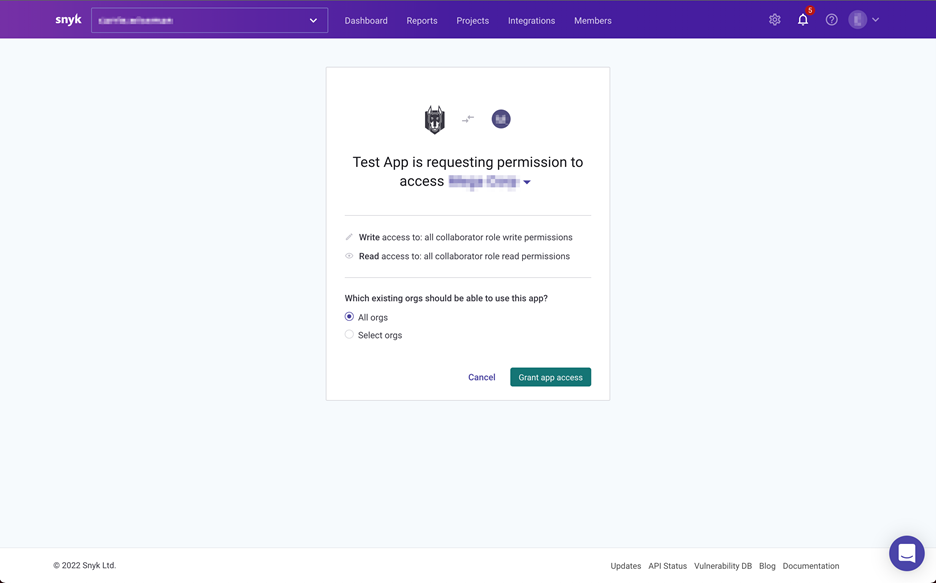 snyk
Dashboard Reports Projects Integrations Members
5
Test App is requesting permission to
access
Write access to: all collaborator role write permissions
Read access to: all collaborator role read permissions
Which existing orgs should be able to use this app?
All orgs
Select orgs
Cancel Grant app access
© 2022 Snyk Ltd. Updates API Status Vulnerability DB Blog Documentation